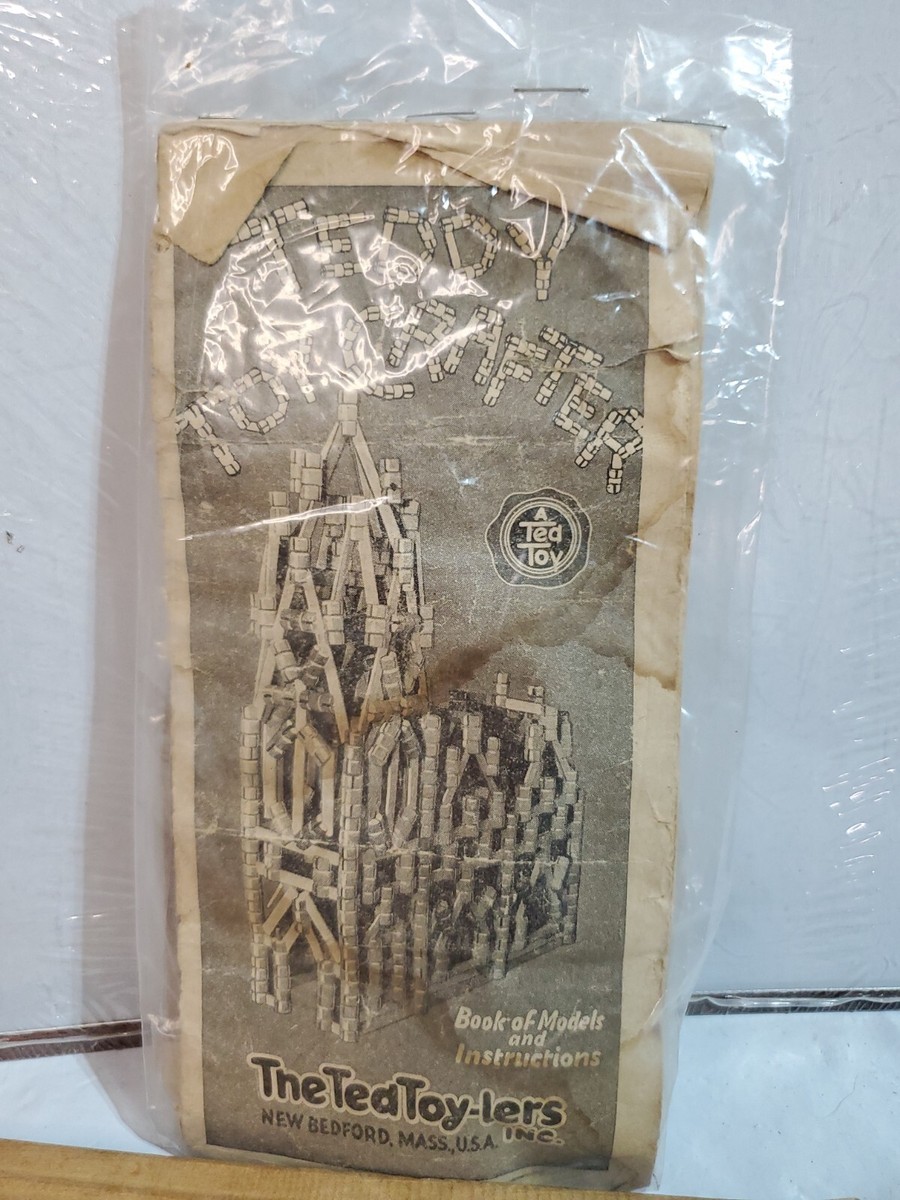 TEDDY
TOY CRAFTER
A
Ted
Toy
Book of Models
and
Instructions
The Ted Toy-lers
INC.
NEW BEDFORD, MASS., U.S.A.